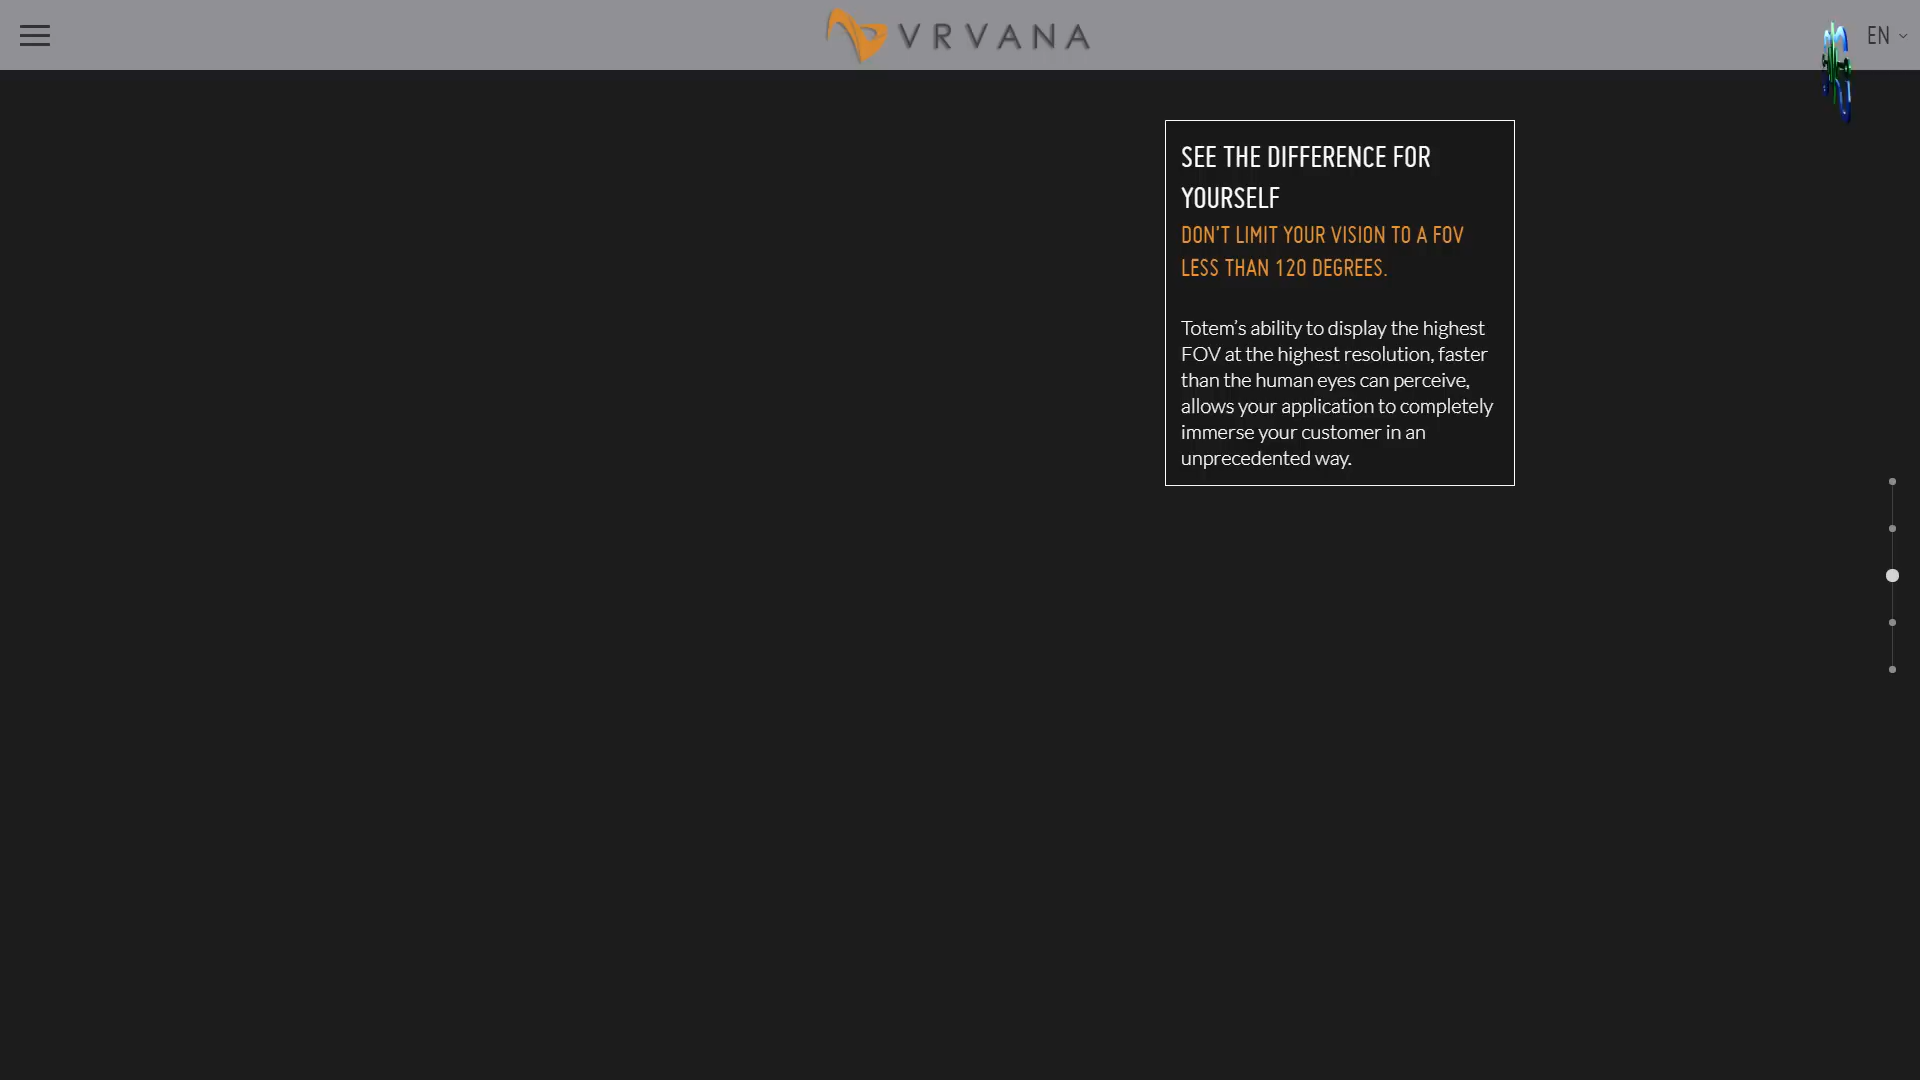 VRVANA
EN
SEE THE DIFFERENCE FOR
YOURSELF
DON'T LIMIT YOUR VISION TO A FOV
LESS THAN 120 DEGREES.
Totem’s ability to display the highest
FOV at the highest resolution, faster
than the human eyes can perceive,
allows your application to completely
immerse your customer in an
unprecedented way.